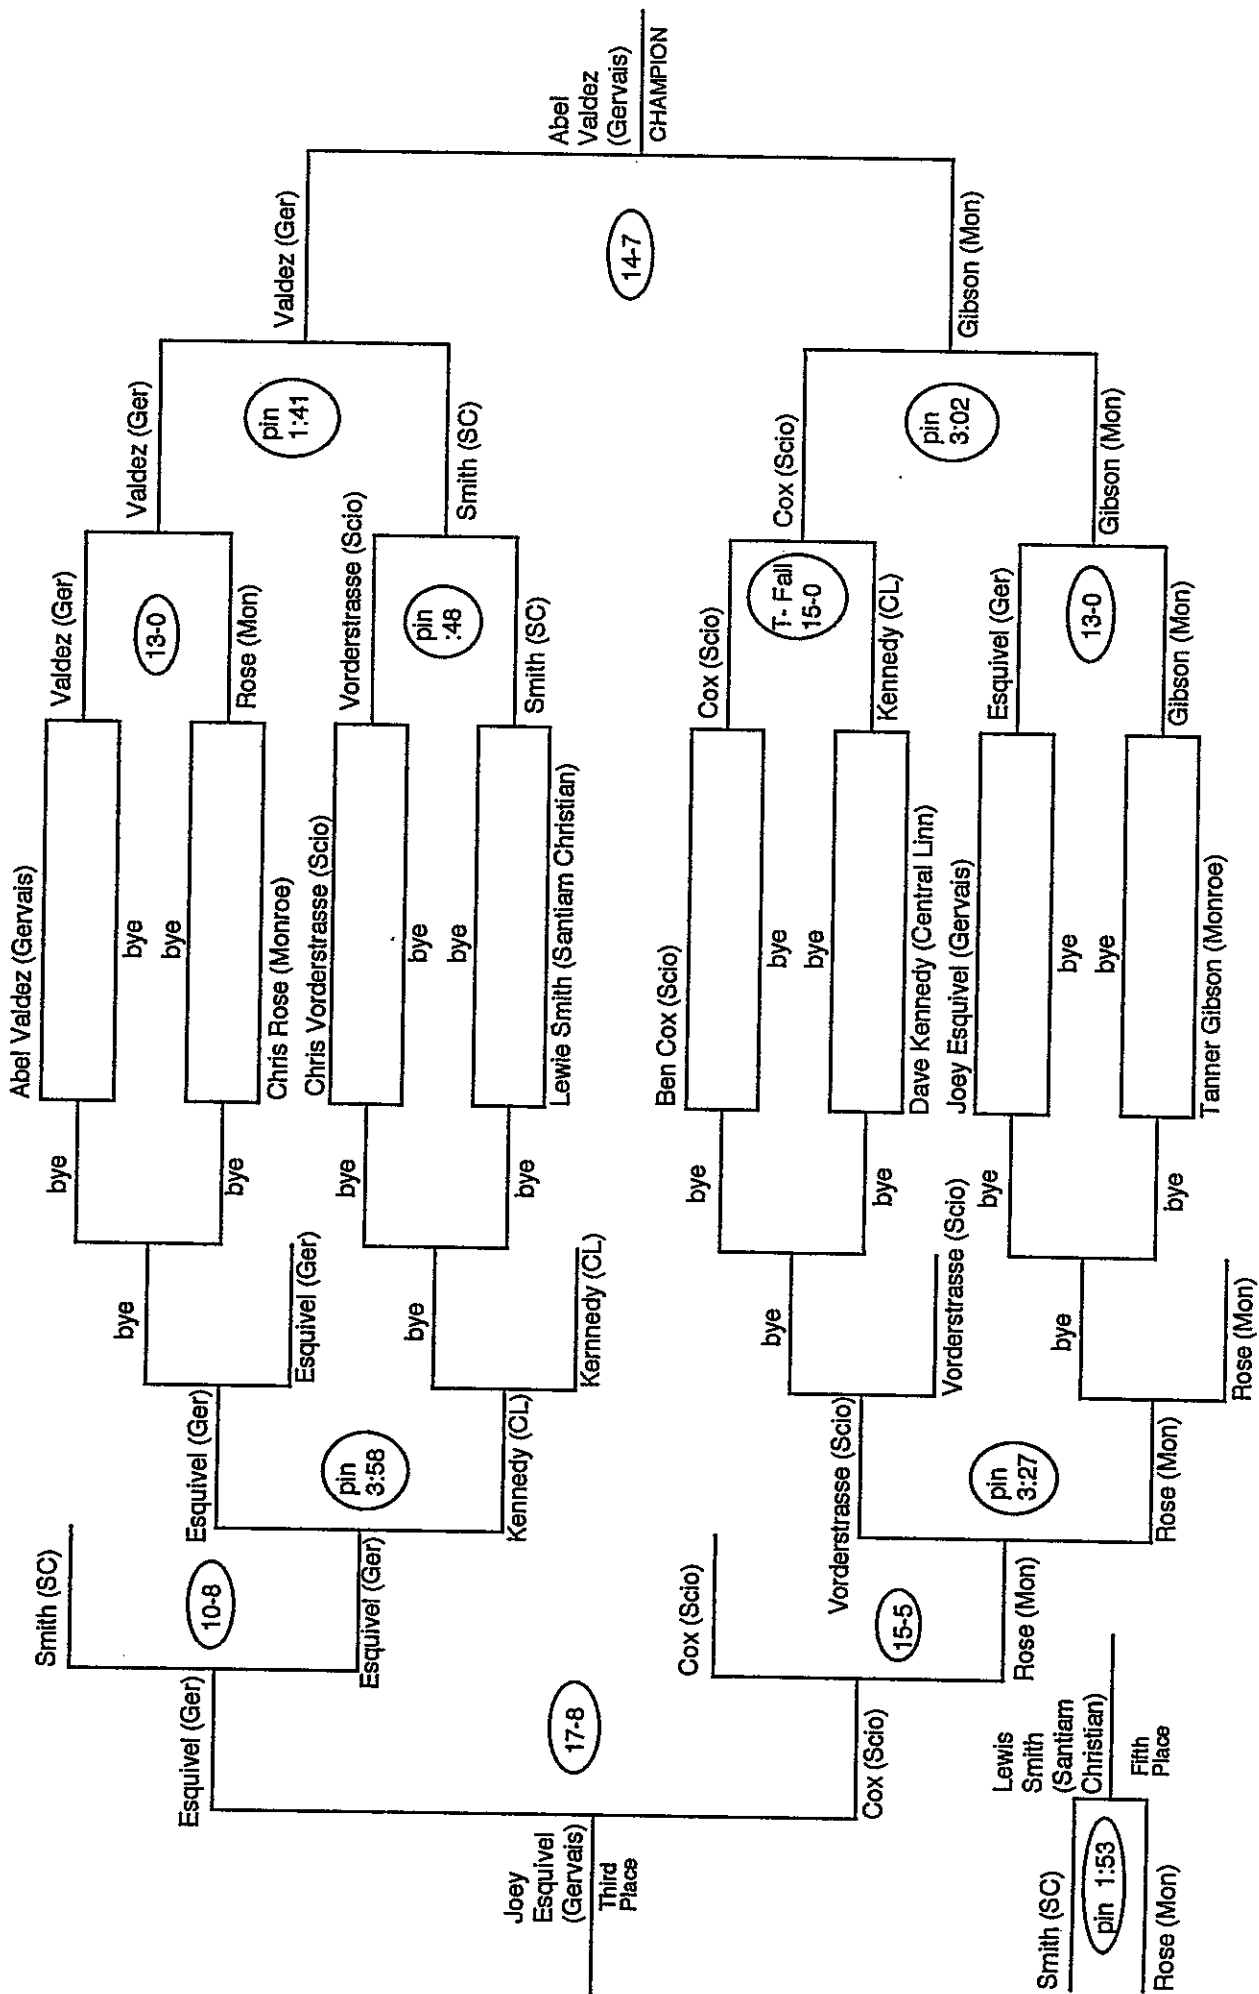 Abel Valdez (Gervais)
bye
bye
Chris Rose (Monroe)
Chris Vorderstrasse (Scio)
bye
bye
Lewie Smith (Santiam Christian)
Ben Cox (Scio)
bye
bye
Dave Kennedy (Central Linn)
Joey Esquivel (Gervais)
bye
bye
Tanner Gibson (Monroe)
Valdez (Ger)
13-0
Rose (Mon)
Vorderstrasse (Scio)
pin
:48
Smith (SC)
Cox (Scio)
T- Fall
15-0
Kennedy (CL)
Esquivel (Ger)
13-0
Gibson (Mon)
Valdez (Ger)
pin
1:41
Smith (SC)
Cox (Scio)
pin
3:02
Gibson (Mon)
Valdez (Ger)
14-7
Gibson (Mon)
Abel
Valdez
(Gervais)
CHAMPION
bye
bye
bye
bye
bye
bye
bye
bye
bye
Esquivel (Ger)
bye
Kernnedy (CL)
bye
Vorderstrasse (Scio)
bye
Rose (Mon)
Esquivel (Ger)
pin
3:58
Kennedy (CL)
Vorderstrasse (Scio)
pin
3:27
Rose (Mon)
Smith (SC)
10-8
Esquivel (Ger)
Cox (Scio)
15-5
Rose (Mon)
Esquivel (Ger)
17-8
Cox (Scio)
Joey
Esquivel
(Gervais)
Third
Place
Smith (SC)
pin 1:53
Rose (Mon)
Lewis
Smith
(Santiam
Christian)
Fifth
Place